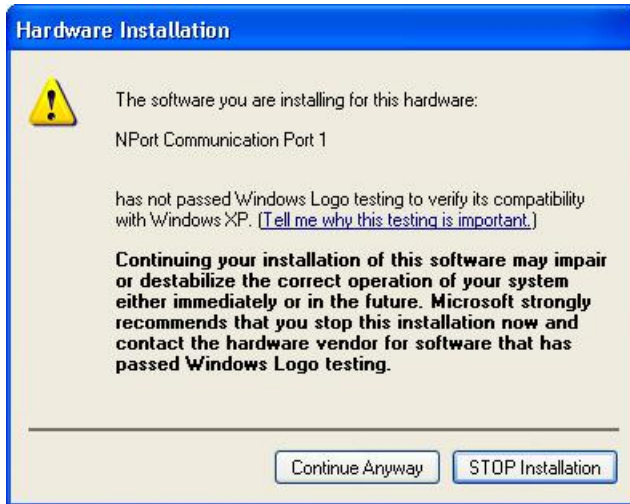 Hardware Installation
The software you are installing for this hardware:
NPort Communication Port 1
has not passed Windows Logo testing to verify its compatibility
with Windows XP. (Tell me why this testing is important.)
Continuing your installation of this software may impair
or destabilize the correct operation of your system
either immediately or in the future. Microsoft strongly
recommends that you stop this installation now and
contact the hardware vendor for software that has
passed Windows Logo testing.
Continue Anyway
STOP Installation